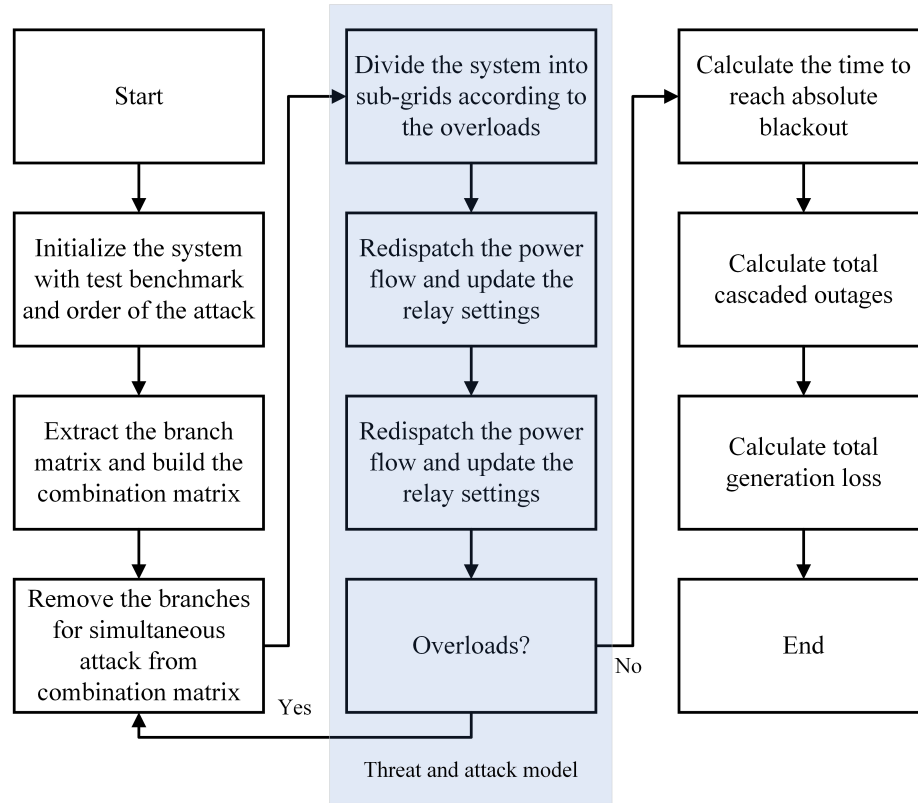 Start
Initialize the system
with test benchmark
and order of the attack
Extract the branch
matrix and build the
combination matrix
Remove the branches
for simultaneous
attack from
combination matrix
Yes
Divide the system into
sub-grids according to
the overloads
Redispatch the power
flow and update the
relay settings
Redispatch the power
flow and update the
relay settings
Overloads?
No
Threat and attack model
Calculate the time to
reach absolute
blackout
Calculate total
cascaded outages
Calculate total
generation loss
End